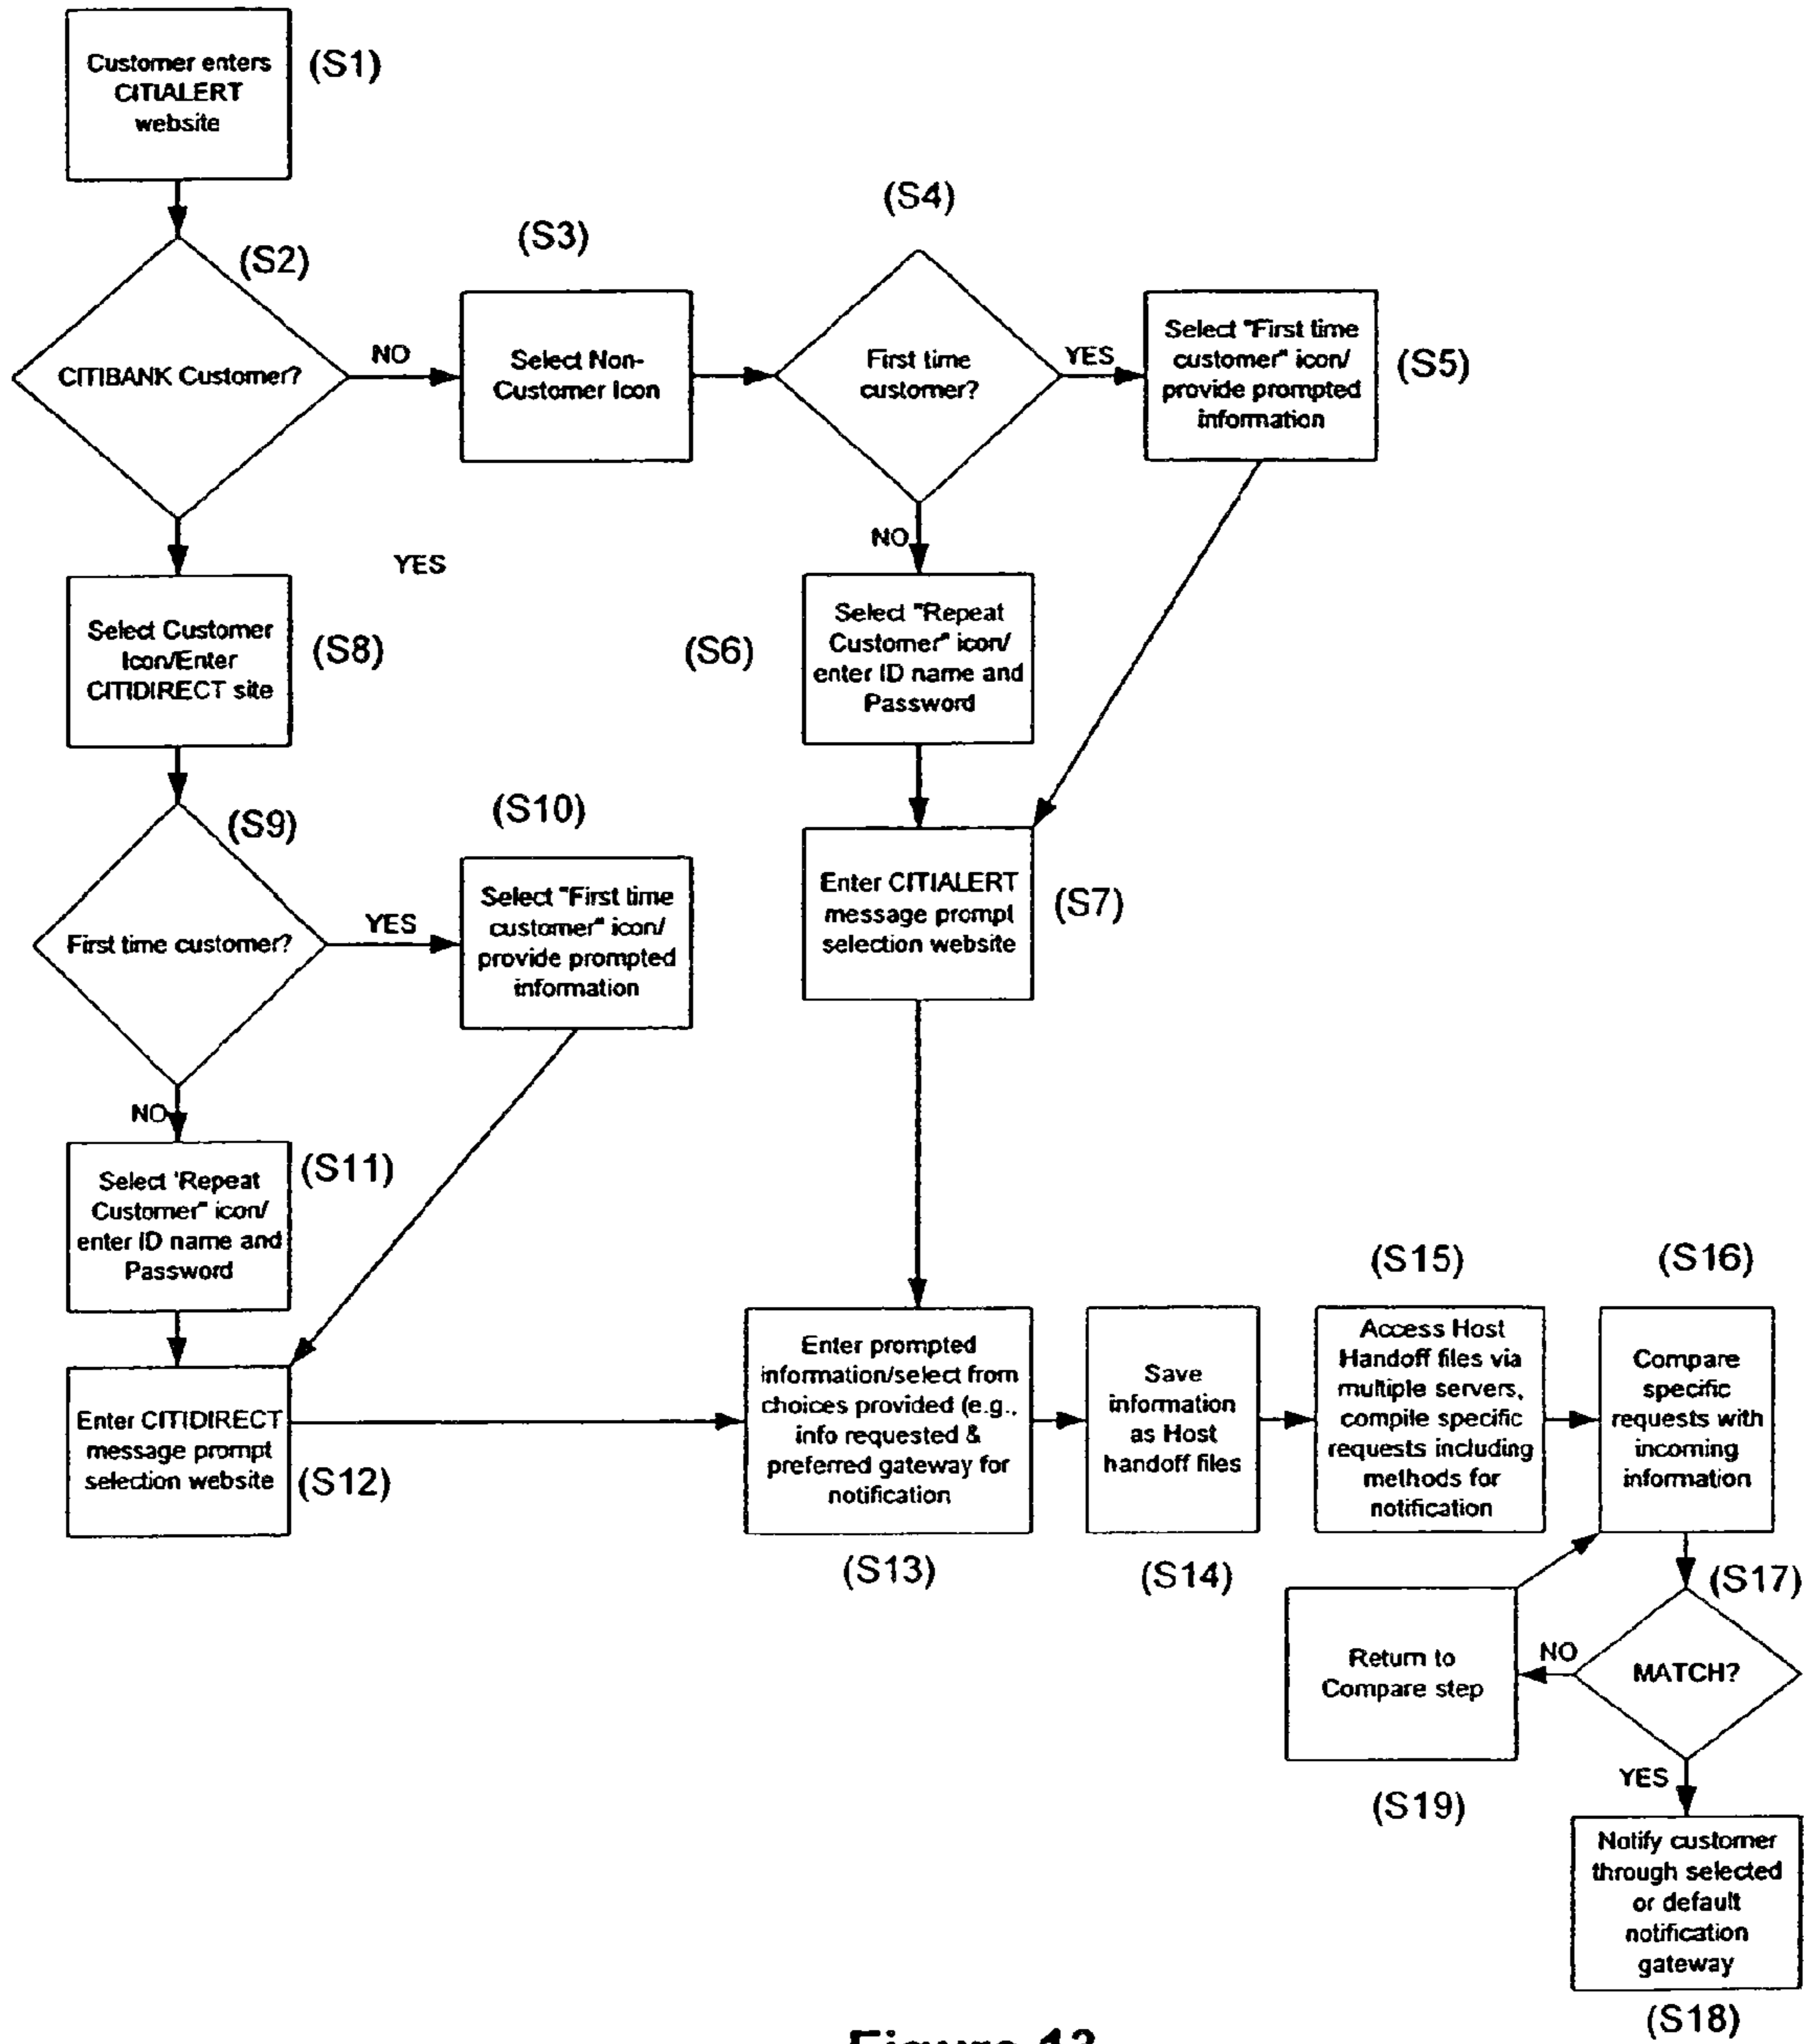 Customer enters
CITIALERT
website
(S1)
CITIBANK Customer?
(S2)
NO
Select Non-
Customer Icon
(S3)
First time
customer?
(S4)
YES
Select "First time
customer" icon/
provide prompted
information
(S5)
YES
NO
Select Customer
Icon/Enter
CITIDIRECT site
(S8)
Select "Repeat
Customer" icon/
enter ID name and
Password
(S6)
First time customer?
(S9)
YES
Select "First time
customer" icon/
provide prompted
information
(S10)
Enter CITIALERT
message prompt
selection website
(S7)
NO
Select 'Repeat
Customer" icon/
enter ID name and
Password
(S11)
Enter CITIDIRECT
message prompt
selection website
(S12)
Enter prompted
information/select from
choices provided (e.g.,
info requested &
preferred gateway for
notification
(S13)
Save
information
as Host
handoff files
(S14)
(S15)
Access Host
Handoff files via
multiple servers,
compile specific
requests including
methods for
notification
(S16)
Compare
specific
requests with
incoming
information
(S17)
MATCH?
NO
Return to
Compare step
(S19)
YES
Notify customer
through selected
or default
notification
gateway
(S18)